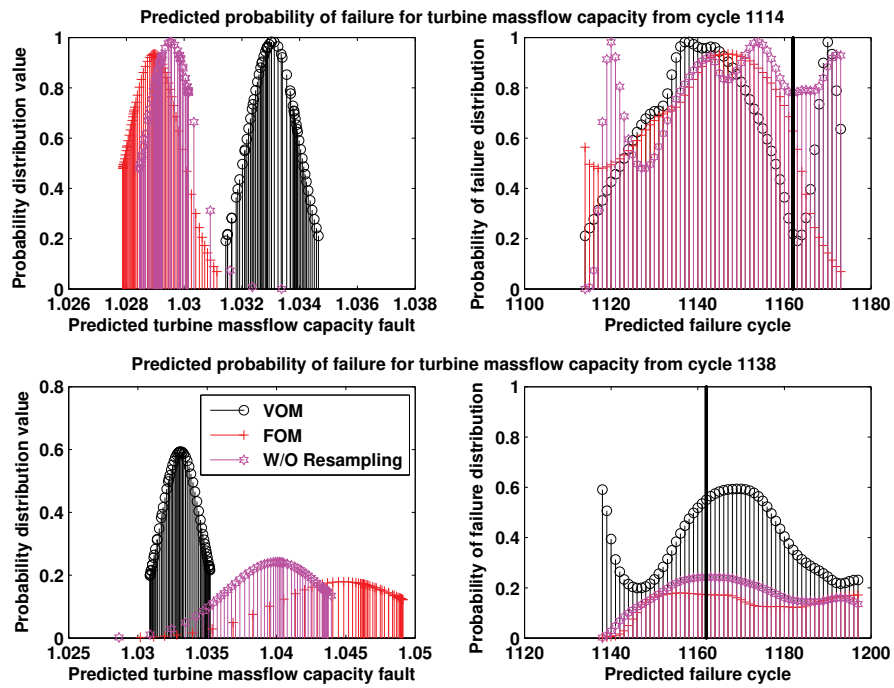 Predicted probability of failure for turbine massflow capacity from cycle 1114
Probability distribution value
1
0.8
0.6
0.4
0.2
0
1.026 1.028 1.03 1.032 1.034 1.036 1.038
Predicted turbine massflow capacity fault
Probability of failure distribution
1
0.8
0.6
0.4
0.2
0
1100 1120 1140 1160 1180
Predicted failure cycle
Predicted probability of failure for turbine massflow capacity from cycle 1138
Probability distribution value
0.8
0.6
0.4
0.2
0
1.025 1.03 1.035 1.04 1.045 1.05
Predicted turbine massflow capacity fault
VOM
FOM
W/O Resampling
Probability of failure distribution
1
0.8
0.6
0.4
0.2
0
1120 1140 1160 1180 1200
Predicted failure cycle